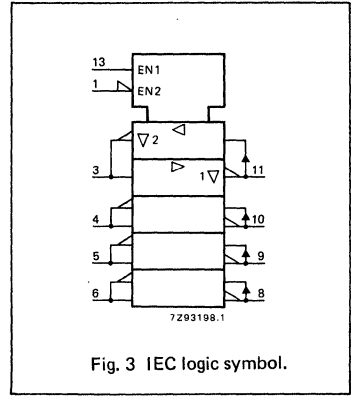 13 EN1
1 EN2
2
3 1 11
4 10
5 9
6 8
7Z93198.1
Fig. 3 IEC logic symbol.